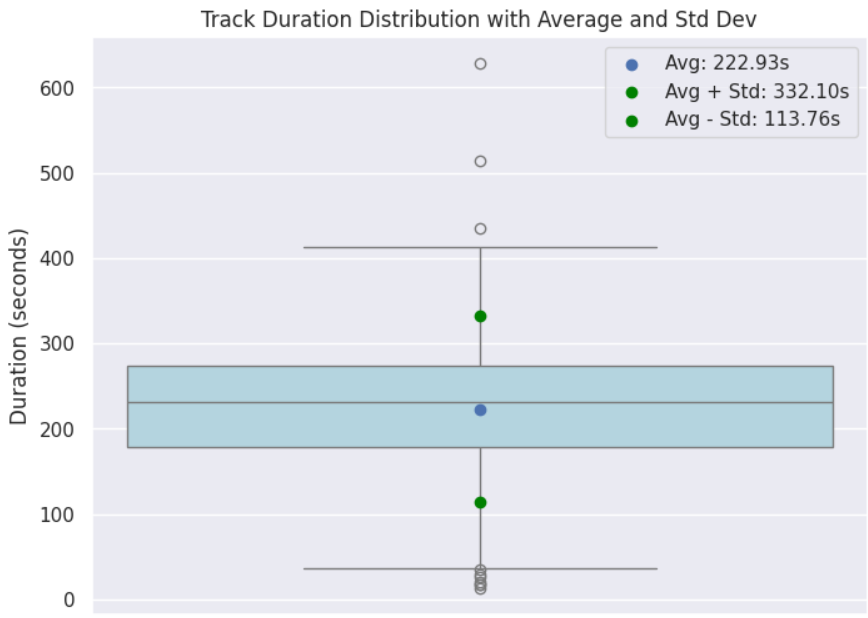 Track Duration Distribution with Average and Std Dev
Avg: 222.93s
Avg + Std: 332.10s
Avg - Std: 113.76s
Duration (seconds)
600
500
400
300
200
100
0